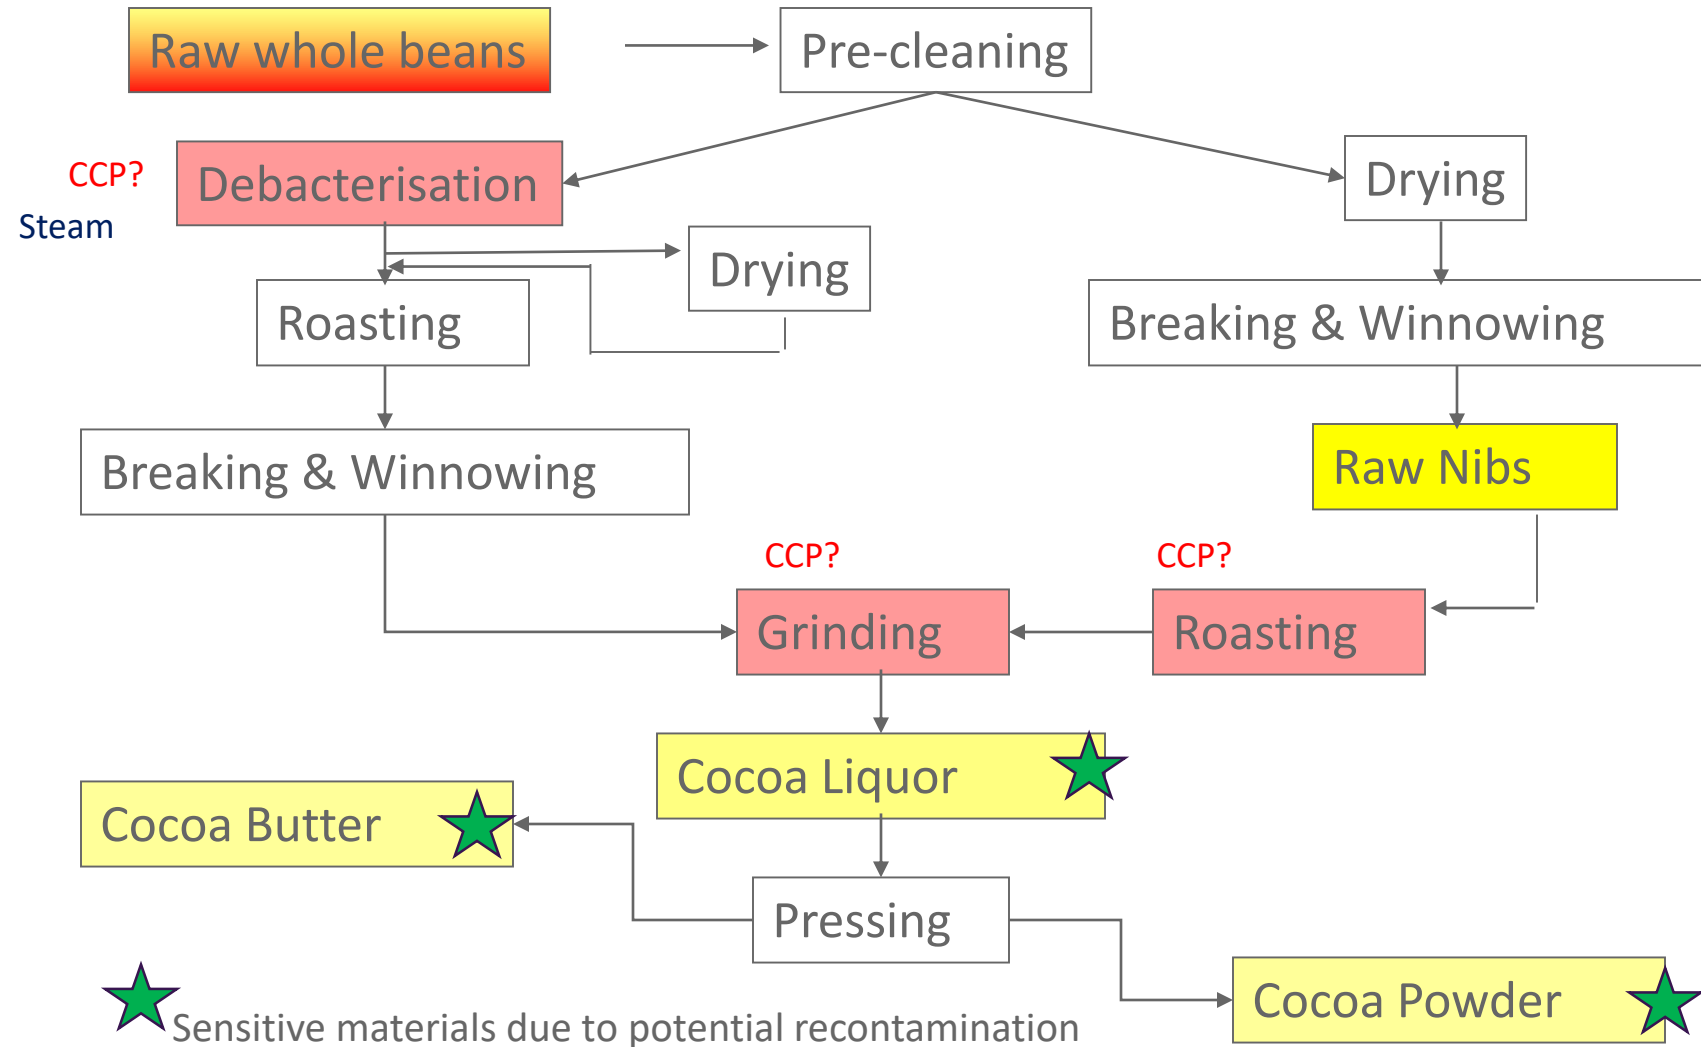 Raw whole beans
Pre-cleaning
CCP?
Debacterisation
Steam
Drying
Drying
Roasting
Breaking & Winnowing
Breaking & Winnowing
Raw Nibs
CCP?
CCP?
Grinding
Roasting
Cocoa Liquor
Cocoa Butter
Pressing
Cocoa Powder
Sensitive materials due to potential recontamination